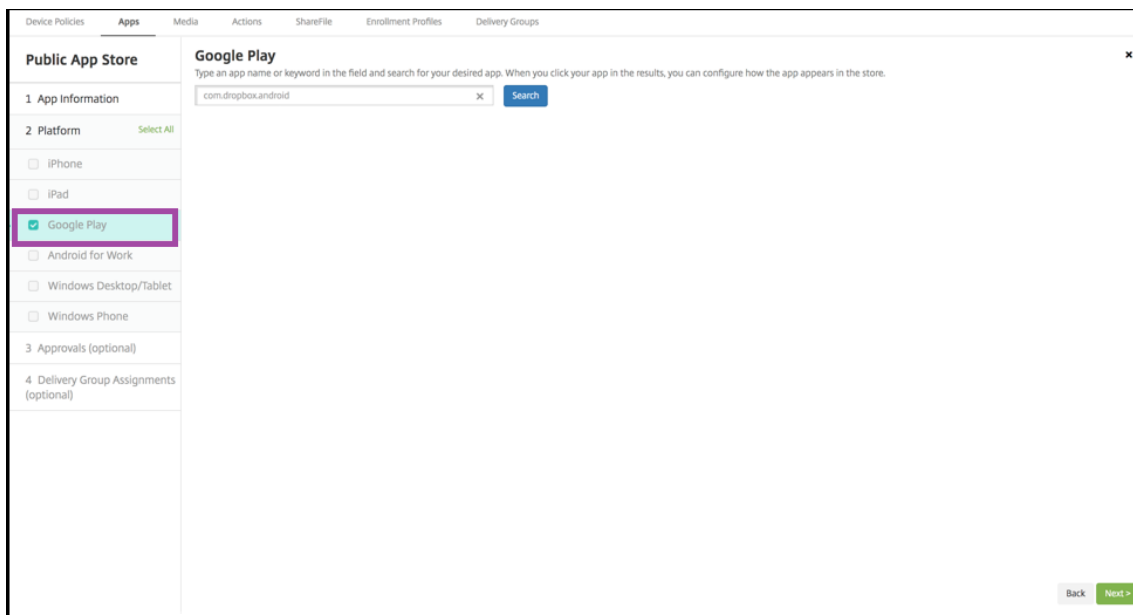 Device Policies Apps Media Actions ShareFile Enrollment Profiles Delivery Groups
Public App Store
1 App Information
2 Platform Select All
iPhone
iPad
Google Play
Android for Work
Windows Desktop/Tablet
Windows Phone
3 Approvals (optional)
4 Delivery Group Assignments
(optional)
Google Play
Type an app name or keyword in the field and search for your desired app. When you click your app in the results, you can configure how the app appears in the store.
com.dropbox.android Search
Back Next >